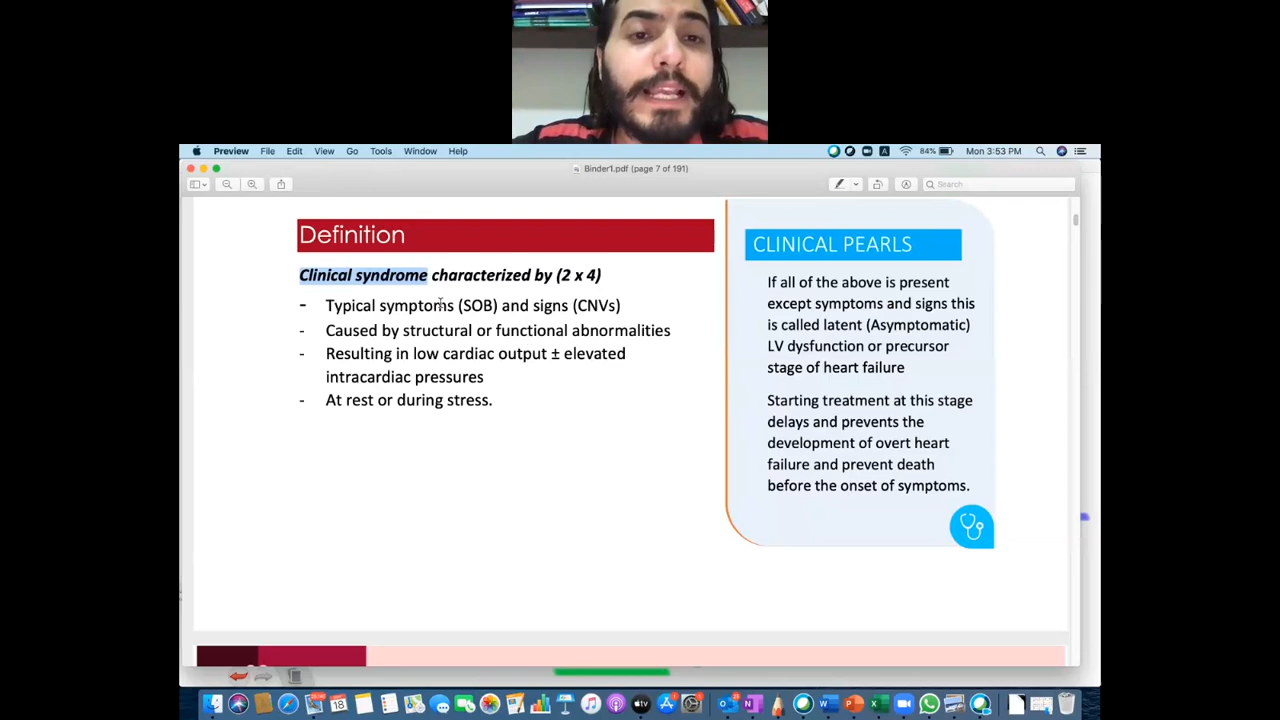 Preview File Edit View Go Tools Window Help
84% Mon 3:53 PM
Binder1.pdf (page 7 of 191)
Search
Definition
Clinical syndrome characterized by (2 x 4)
- Typical symptoms (SOB) and signs (CNVs)
- Caused by structural or functional abnormalities
- Resulting in low cardiac output ± elevated
intracardiac pressures
- At rest or during stress.
CLINICAL PEARLS
If all of the above is present
except symptoms and signs this
is called latent (Asymptomatic)
LV dysfunction or precursor
stage of heart failure
Starting treatment at this stage
delays and prevents the
development of overt heart
failure and prevent death
before the onset of symptoms.